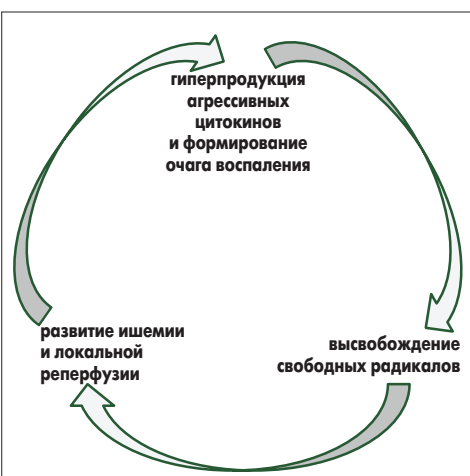 гиперпродукция
агрессивных
цитокинов
и формирование
очага воспаления
развитие ишемии
и локальной
реперфузии
высвобождение
свободных радикалов